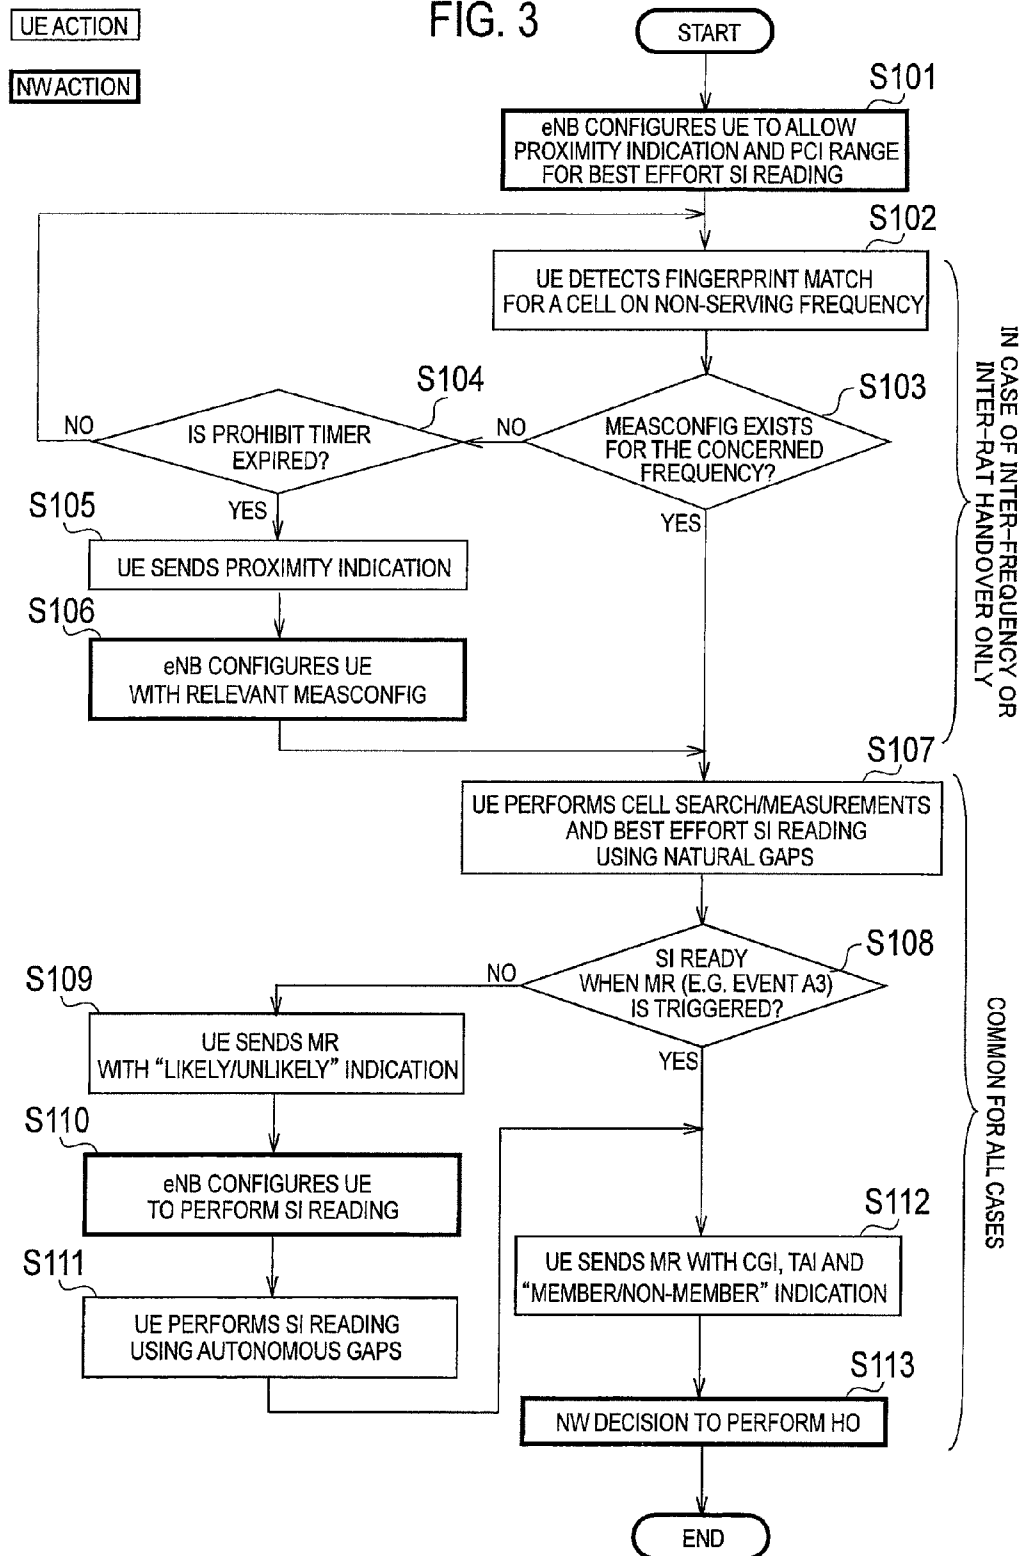 UE ACTION
NW ACTION
FIG. 3
START
S101
eNB CONFIGURES UE TO ALLOW
PROXIMITY INDICATION AND PCI RANGE
FOR BEST EFFORT SI READING
S102
UE DETECTS FINGERPRINT MATCH
FOR A CELL ON NON-SERVING FREQUENCY
S103
MEASCONFIG EXISTS
FOR THE CONCERNED
FREQUENCY?
NO
YES
S104
IS PROHIBIT TIMER
EXPIRED?
NO
YES
S105
UE SENDS PROXIMITY INDICATION
S106
eNB CONFIGURES UE
WITH RELEVANT MEASCONFIG
IN CASE OF INTER-FREQUENCY OR
INTER-RAT HANDOVER ONLY
S107
UE PERFORMS CELL SEARCH/MEASUREMENTS
AND BEST EFFORT SI READING
USING NATURAL GAPS
S108
SI READY
WHEN MR (E.G. EVENT A3)
IS TRIGGERED?
NO
YES
S109
UE SENDS MR
WITH “LIKELY/UNLIKELY” INDICATION
S110
eNB CONFIGURES UE
TO PERFORM SI READING
S111
UE PERFORMS SI READING
USING AUTONOMOUS GAPS
S112
UE SENDS MR WITH CGI, TAI AND
“MEMBER/NON-MEMBER” INDICATION
S113
NW DECISION TO PERFORM HO
COMMON FOR ALL CASES
END